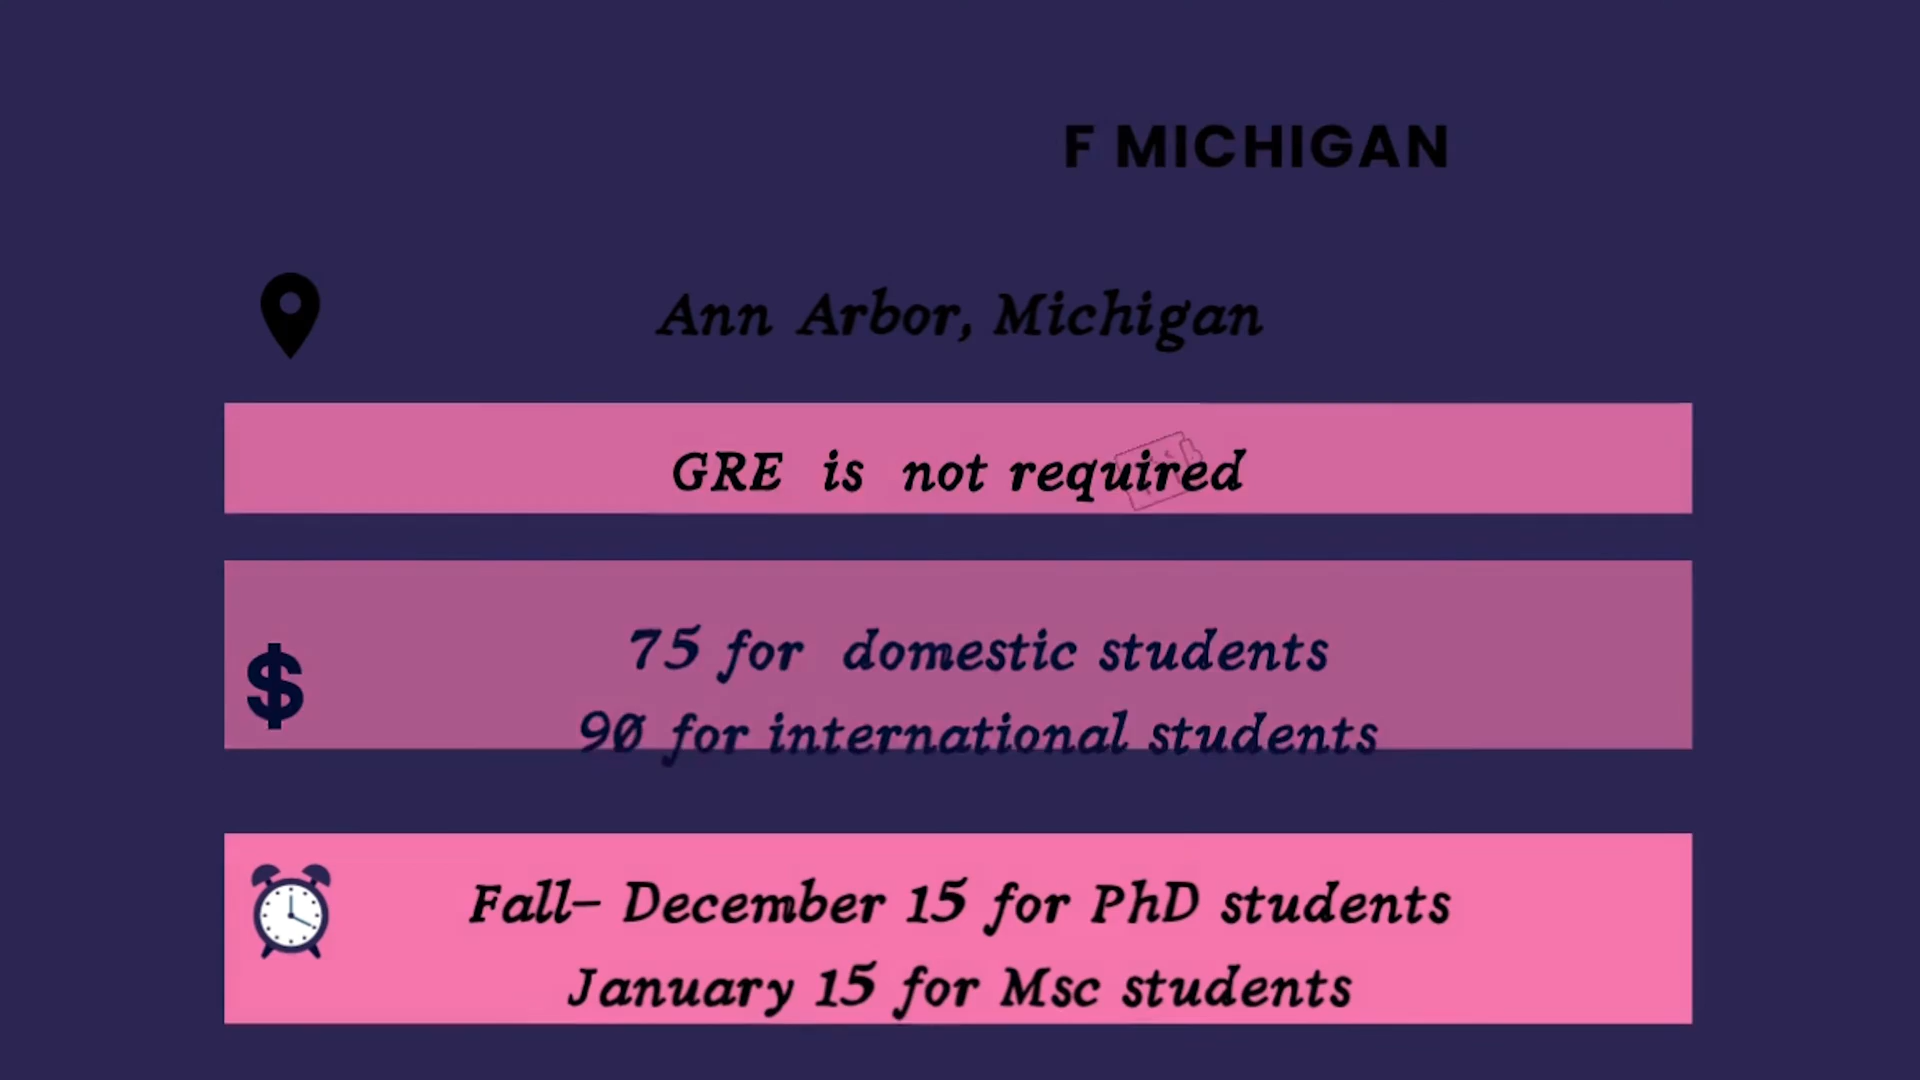 F MICHIGAN
Ann Arbor, Michigan
GRE is not required
$
75 for domestic students
90 for international students
Fall- December 15 for PhD students
January 15 for Msc students